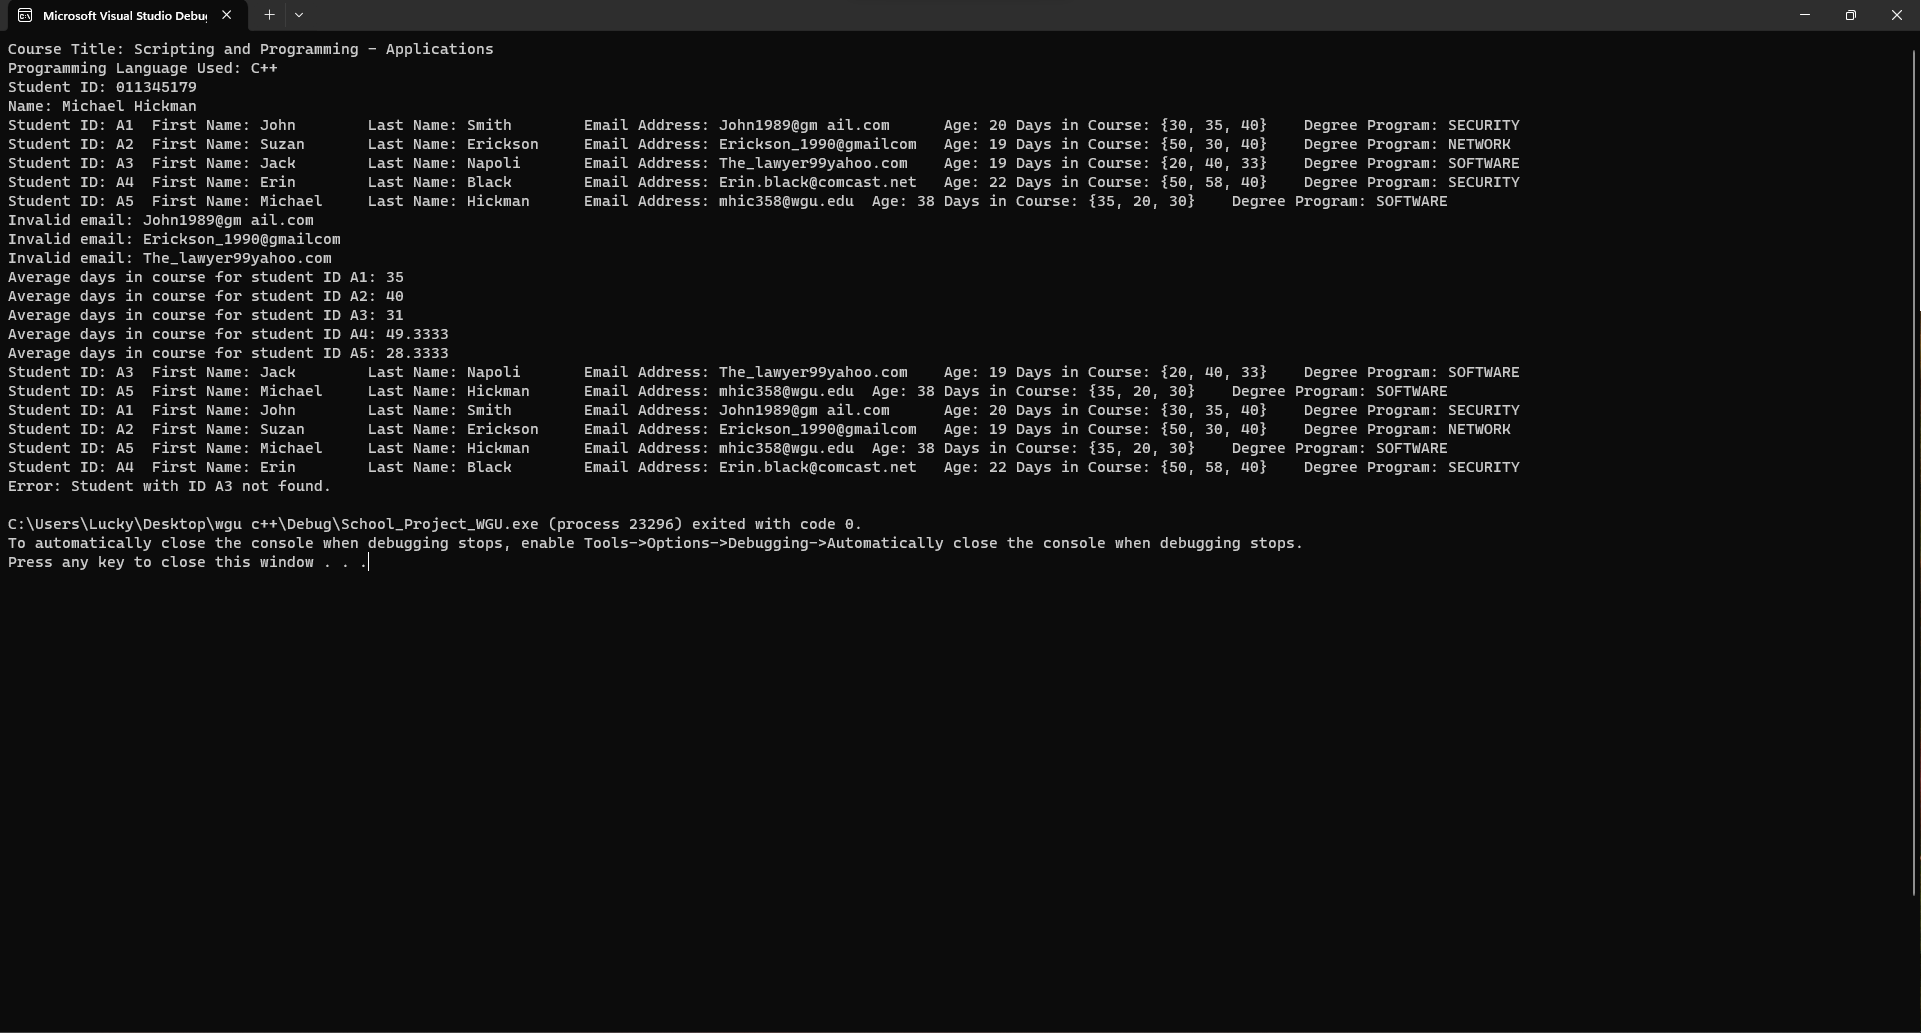 Microsoft Visual Studio Debu
Course Title: Scripting and Programming - Applications
Programming Language Used: C++
Student ID: 011345179
Name: Michael Hickman
Student ID: A1  First Name: John        Last Name: Smith        Email Address: John1989@gm ail.com      Age: 20 Days in Course: {30, 35, 40}    Degree Program: SECURITY
Student ID: A2  First Name: Suzan       Last Name: Erickson     Email Address: Erickson_1990@gmailcom   Age: 19 Days in Course: {50, 30, 40}    Degree Program: NETWORK
Student ID: A3  First Name: Jack        Last Name: Napoli       Email Address: The_lawyer99yahoo.com    Age: 19 Days in Course: {20, 40, 33}    Degree Program: SOFTWARE
Student ID: A4  First Name: Erin        Last Name: Black        Email Address: Erin.black@comcast.net   Age: 22 Days in Course: {50, 58, 40}    Degree Program: SECURITY
Student ID: A5  First Name: Michael     Last Name: Hickman      Email Address: mhic358@wgu.edu  Age: 38 Days in Course: {35, 20, 30}    Degree Program: SOFTWARE
Invalid email: John1989@gm ail.com
Invalid email: Erickson_1990@gmailcom
Invalid email: The_lawyer99yahoo.com
Average days in course for student ID A1: 35
Average days in course for student ID A2: 40
Average days in course for student ID A3: 31
Average days in course for student ID A4: 49.3333
Average days in course for student ID A5: 28.3333
Student ID: A3  First Name: Jack        Last Name: Napoli       Email Address: The_lawyer99yahoo.com    Age: 19 Days in Course: {20, 40, 33}    Degree Program: SOFTWARE
Student ID: A5  First Name: Michael     Last Name: Hickman      Email Address: mhic358@wgu.edu  Age: 38 Days in Course: {35, 20, 30}    Degree Program: SOFTWARE
Student ID: A1  First Name: John        Last Name: Smith        Email Address: John1989@gm ail.com      Age: 20 Days in Course: {30, 35, 40}    Degree Program: SECURITY
Student ID: A2  First Name: Suzan       Last Name: Erickson     Email Address: Erickson_1990@gmailcom   Age: 19 Days in Course: {50, 30, 40}    Degree Program: NETWORK
Student ID: A5  First Name: Michael     Last Name: Hickman      Email Address: mhic358@wgu.edu  Age: 38 Days in Course: {35, 20, 30}    Degree Program: SOFTWARE
Student ID: A4  First Name: Erin        Last Name: Black        Email Address: Erin.black@comcast.net   Age: 22 Days in Course: {50, 58, 40}    Degree Program: SECURITY
Error: Student with ID A3 not found.
C:\Users\Lucky\Desktop\wgu c++\Debug\School_Project_WGU.exe (process 23296) exited with code 0.
To automatically close the console when debugging stops, enable Tools->Options->Debugging->Automatically close the console when debugging stops.
Press any key to close this window . . .